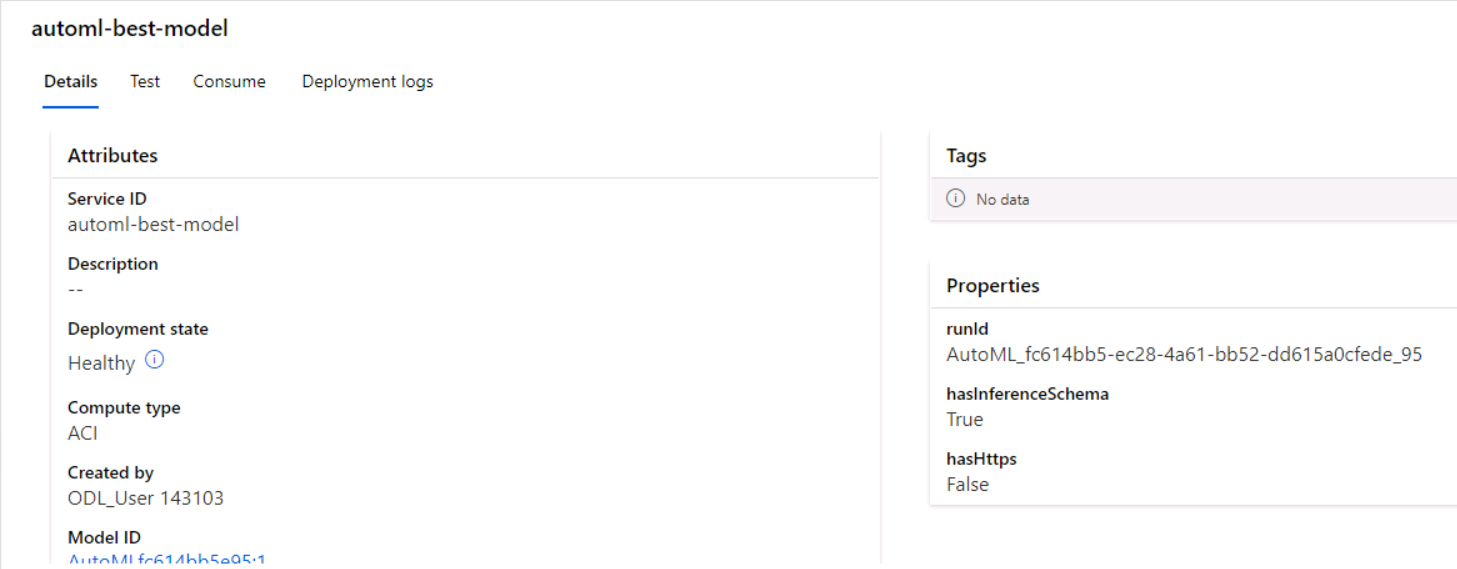 automl-best-model
Details Test Consume Deployment logs
Attributes
Service ID
automl-best-model
Description
--
Deployment state
Healthy
Compute type
ACI
Created by
ODL_User 143103
Model ID
AutoMLfc614bb5e95:1
Tags
No data
Properties
runId
AutoML_fc614bb5-ec28-4a61-bb52-dd615a0cfede_95
hasInferenceSchema
True
hasHttps
False